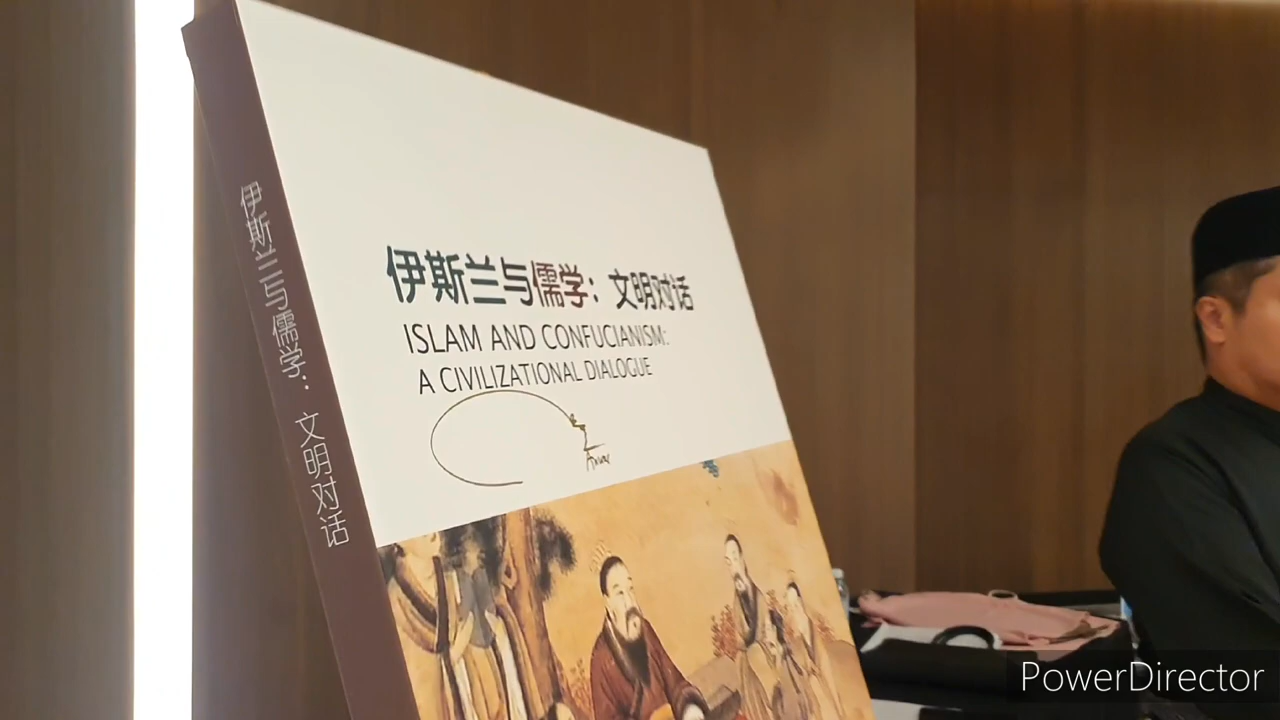 伊斯兰与儒学：文明对话
伊斯兰与儒学：文明对话
ISLAM AND CONFUCIANISM:
A CIVILIZATIONAL DIALOGUE
Anwar
PowerDirector